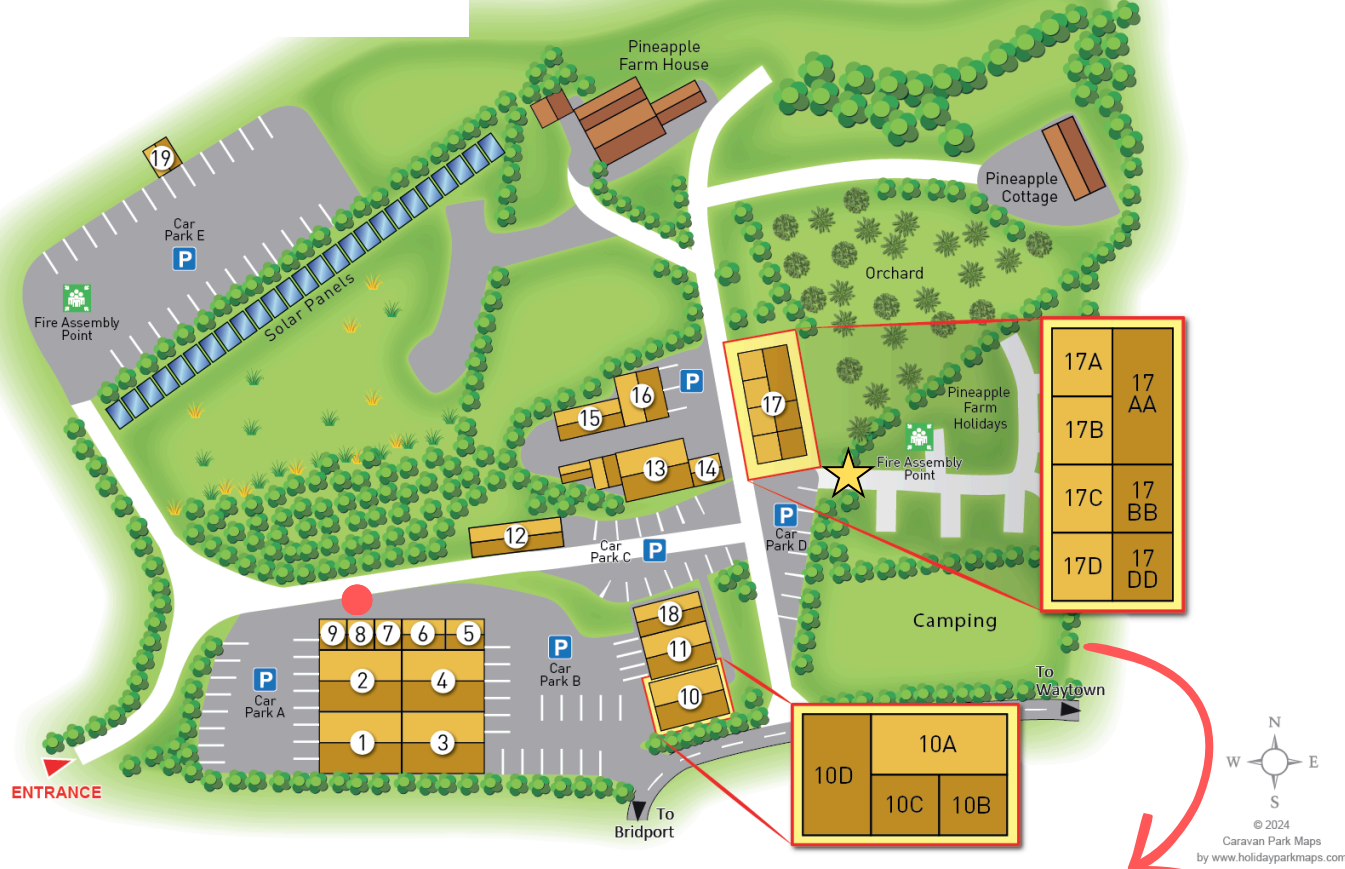 Pineapple
Farm House
19
Car
Park E
P
Pineapple
Cottage
Fire Assembly
Point
Solar Panels
Orchard
15
16
P
17
13
14
12
Pineapple
Farm
Holidays
Fire Assembly
Point
17A
17
AA
17B
17C
17
BB
17D
17
DD
Car
Park C
P
P
Car
Park D
Camping
9
8
7
6
5
2
4
1
3
P
Car
Park A
P
Car
Park B
18
11
10
To
Waytown
10D
10A
10C
10B
ENTRANCE
To
Bridport
N
W
E
S
© 2024
Caravan Park Maps
by www.holidayparkmaps.com